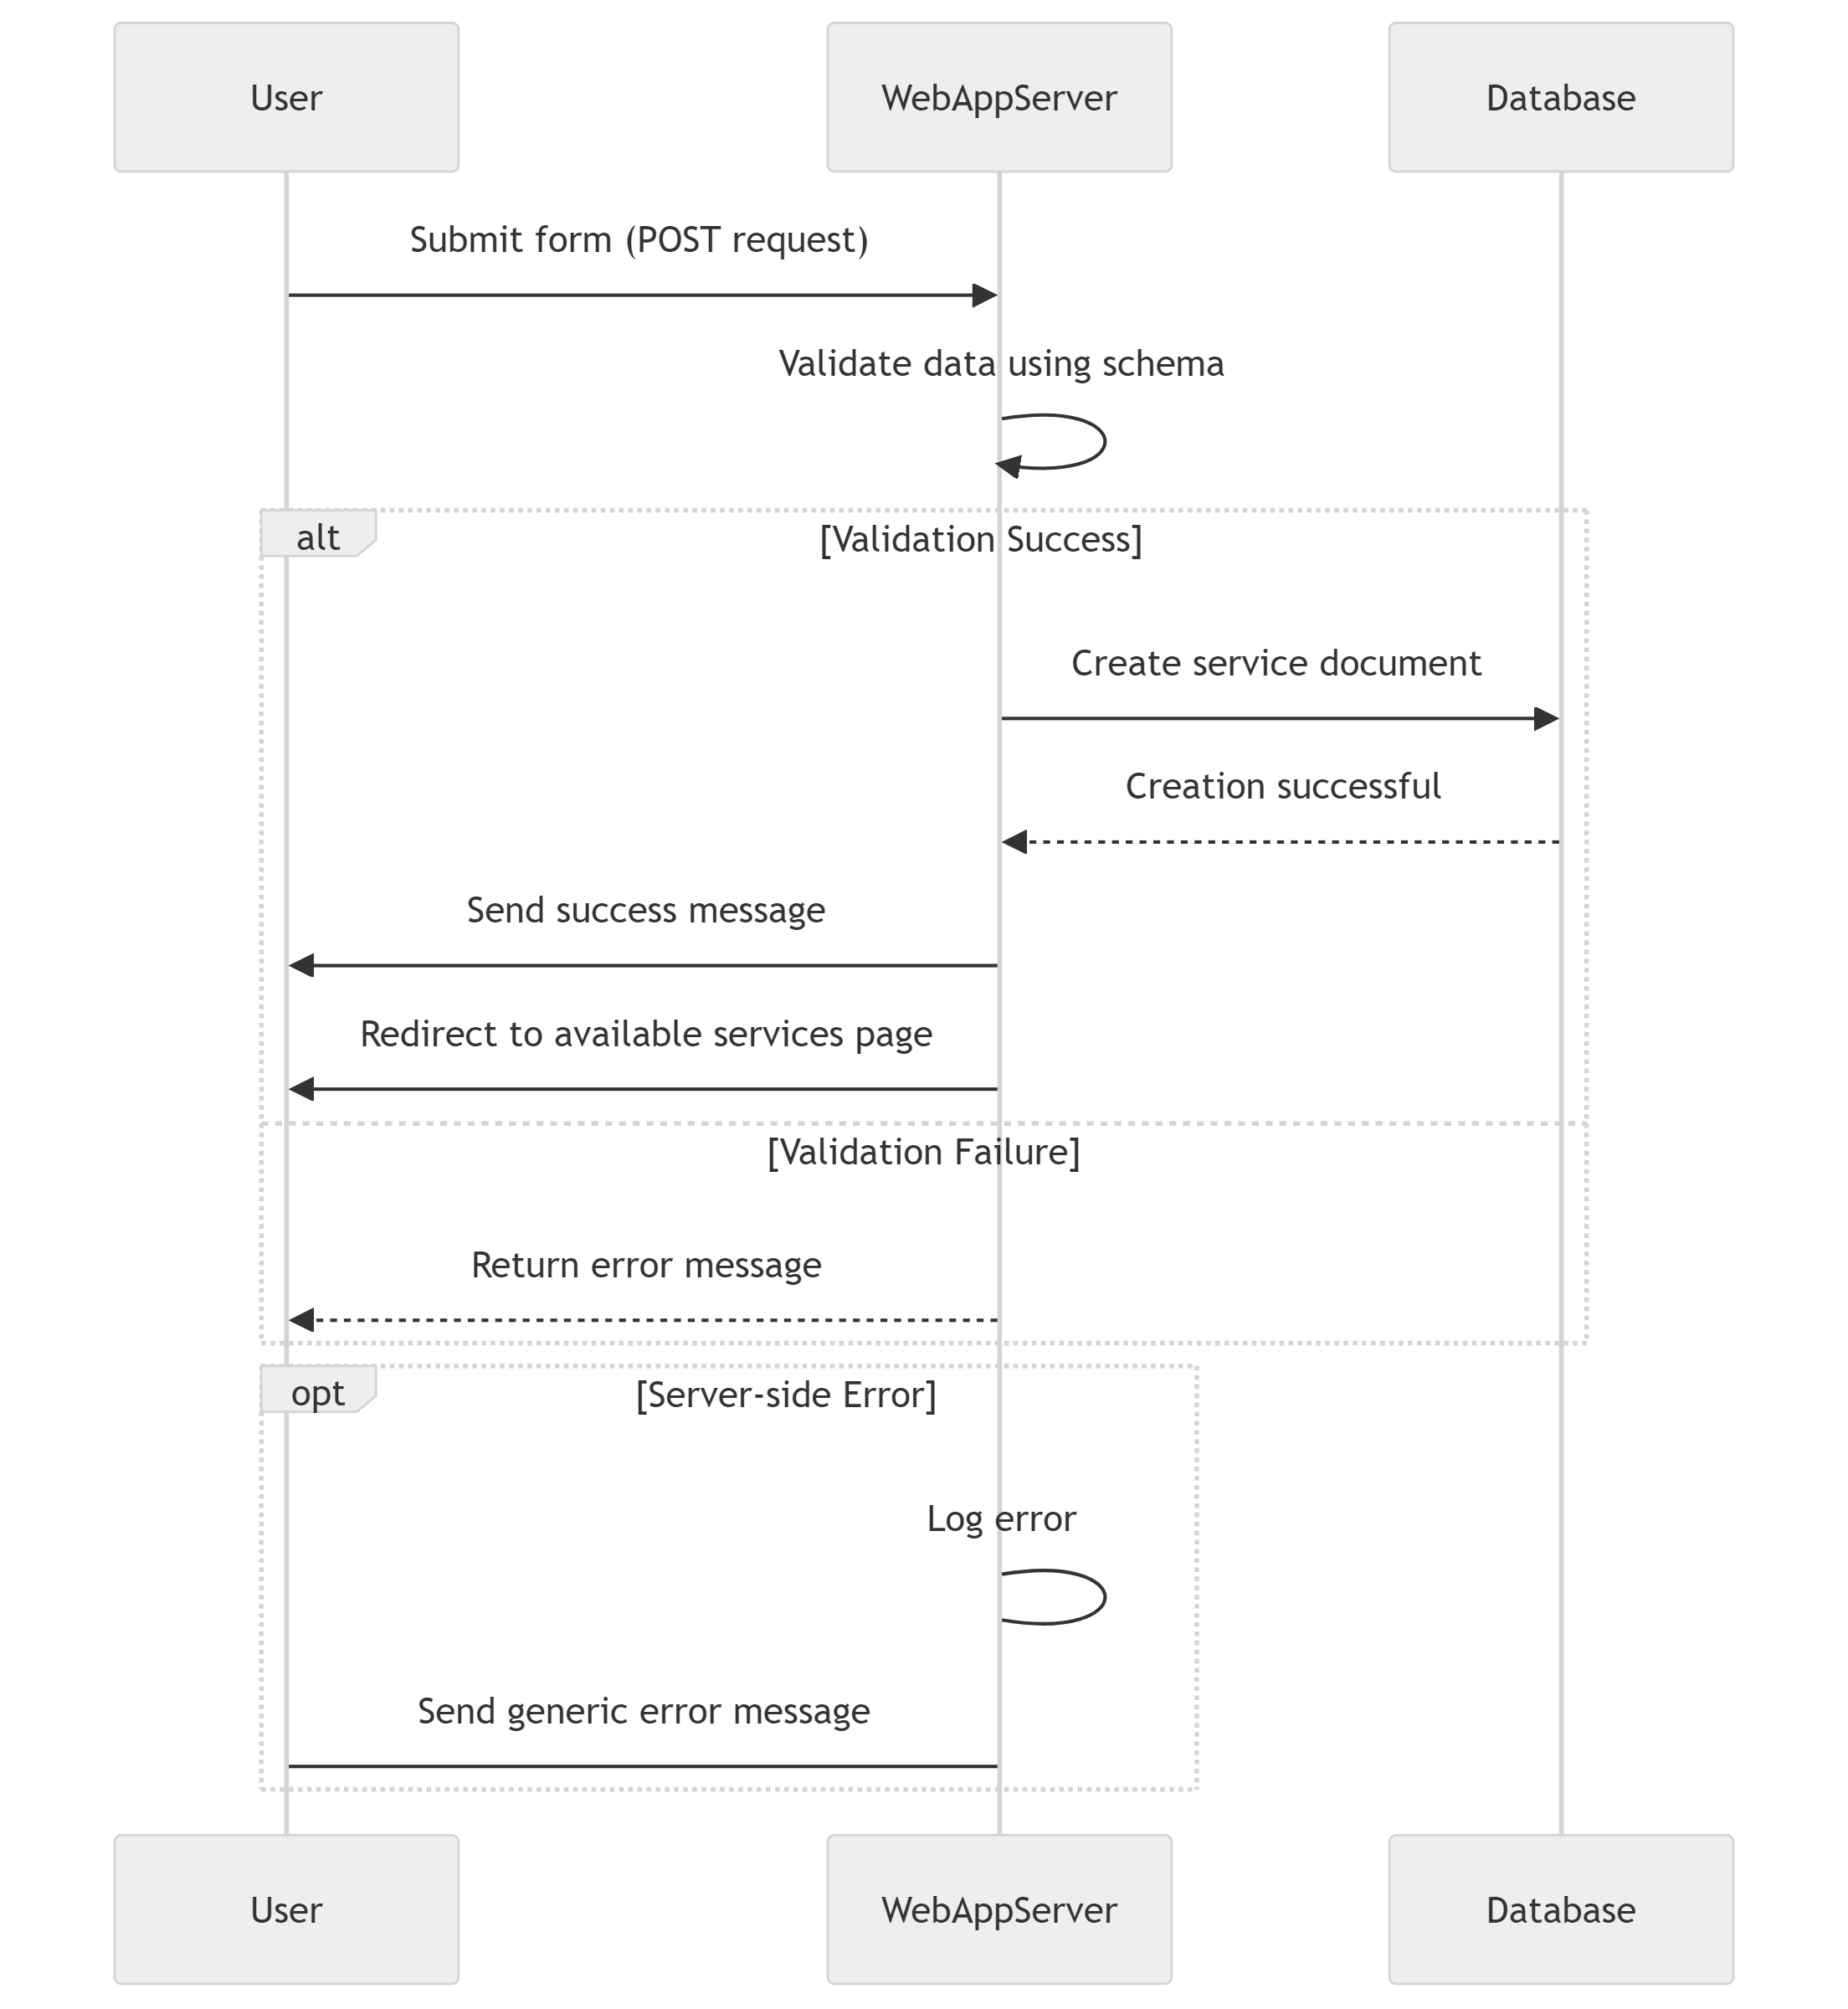 User
WebAppServer
Database
Submit form (POST request)
Validate data using schema
alt
[Validation Success]
Create service document
Creation successful
Send success message
Redirect to available services page
[Validation Failure]
Return error message
opt
[Server-side Error]
Log error
Send generic error message
User
WebAppServer
Database